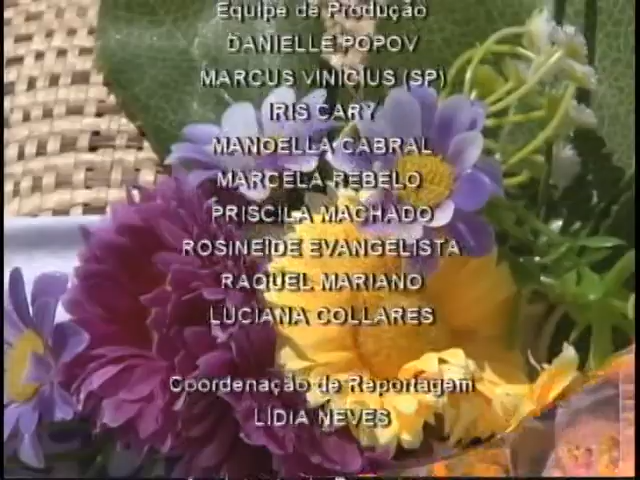 Equipe de Produção
DANIELLE POPOV
MARCUS VINICIUS (SP)
IRIS CARY
MANOELLA CABRAL
MARCELA REBELO
PRISCILA MACHADO
ROSINEIDE EVANGELISTA
RAQUEL MARIANO
LUCIANA COLLARES
Coordenação de Reportagem
LÍDIA NEVES